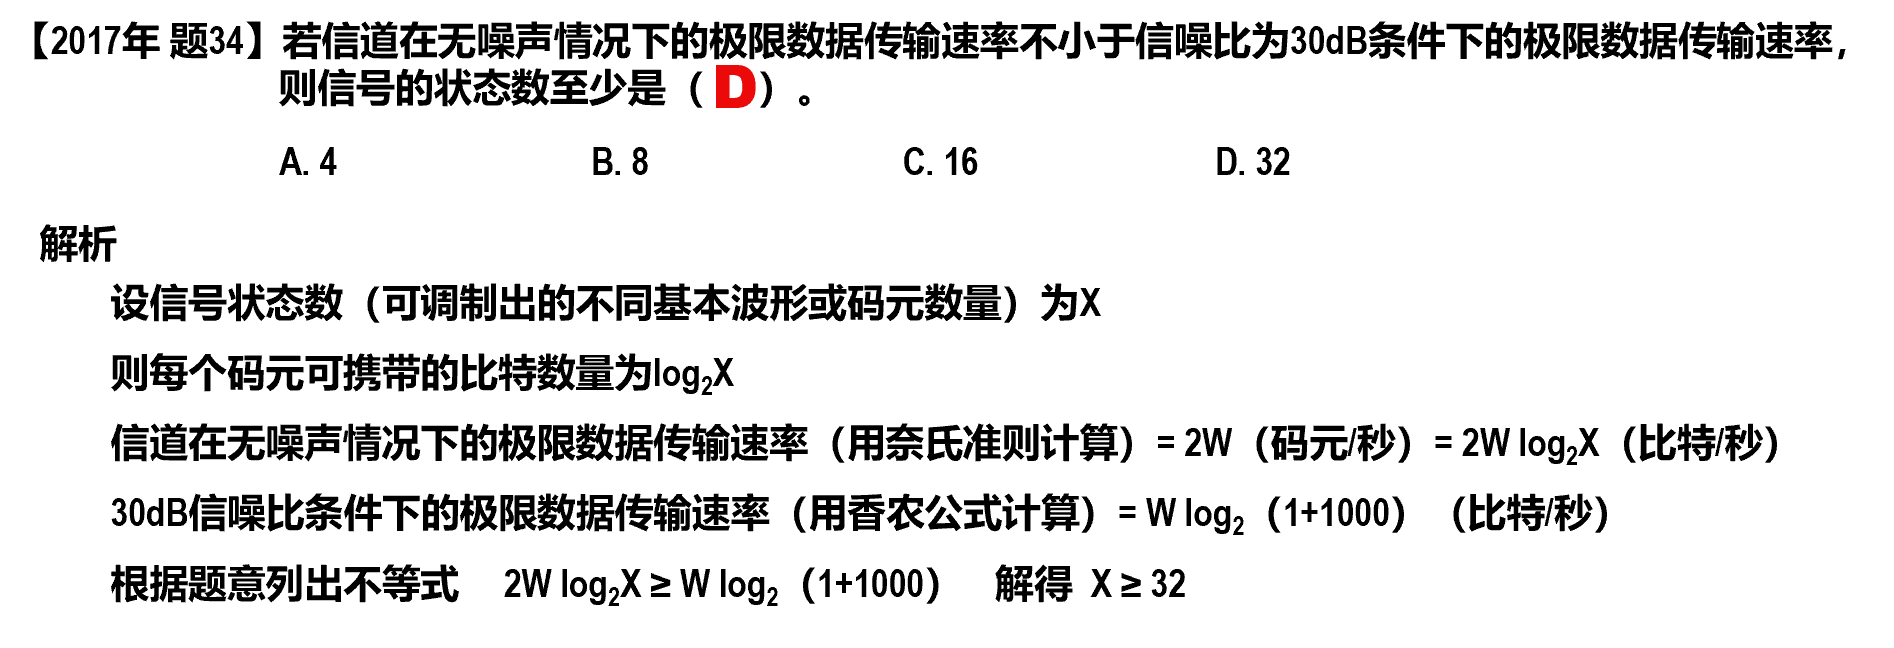 【2017年 题34】若信道在无噪声情况下的极限数据传输速率不小于信噪比为30dB条件下的极限数据传输速率，
则信号的状态数至少是（D）。
A. 4 B. 8 C. 16 D. 32
解析
设信号状态数（可调制出的不同基本波形或码元数量）为X
则每个码元可携带的比特数量为log₂X
信道在无噪声情况下的极限数据传输速率（用奈氏准则计算）= 2W（码元/秒）= 2W log₂X（比特/秒）
30dB信噪比条件下的极限数据传输速率（用香农公式计算）= W log₂（1+1000）（比特/秒）
根据题意列出不等式 2W log₂X ≥ W log₂（1+1000） 解得 X ≥ 32